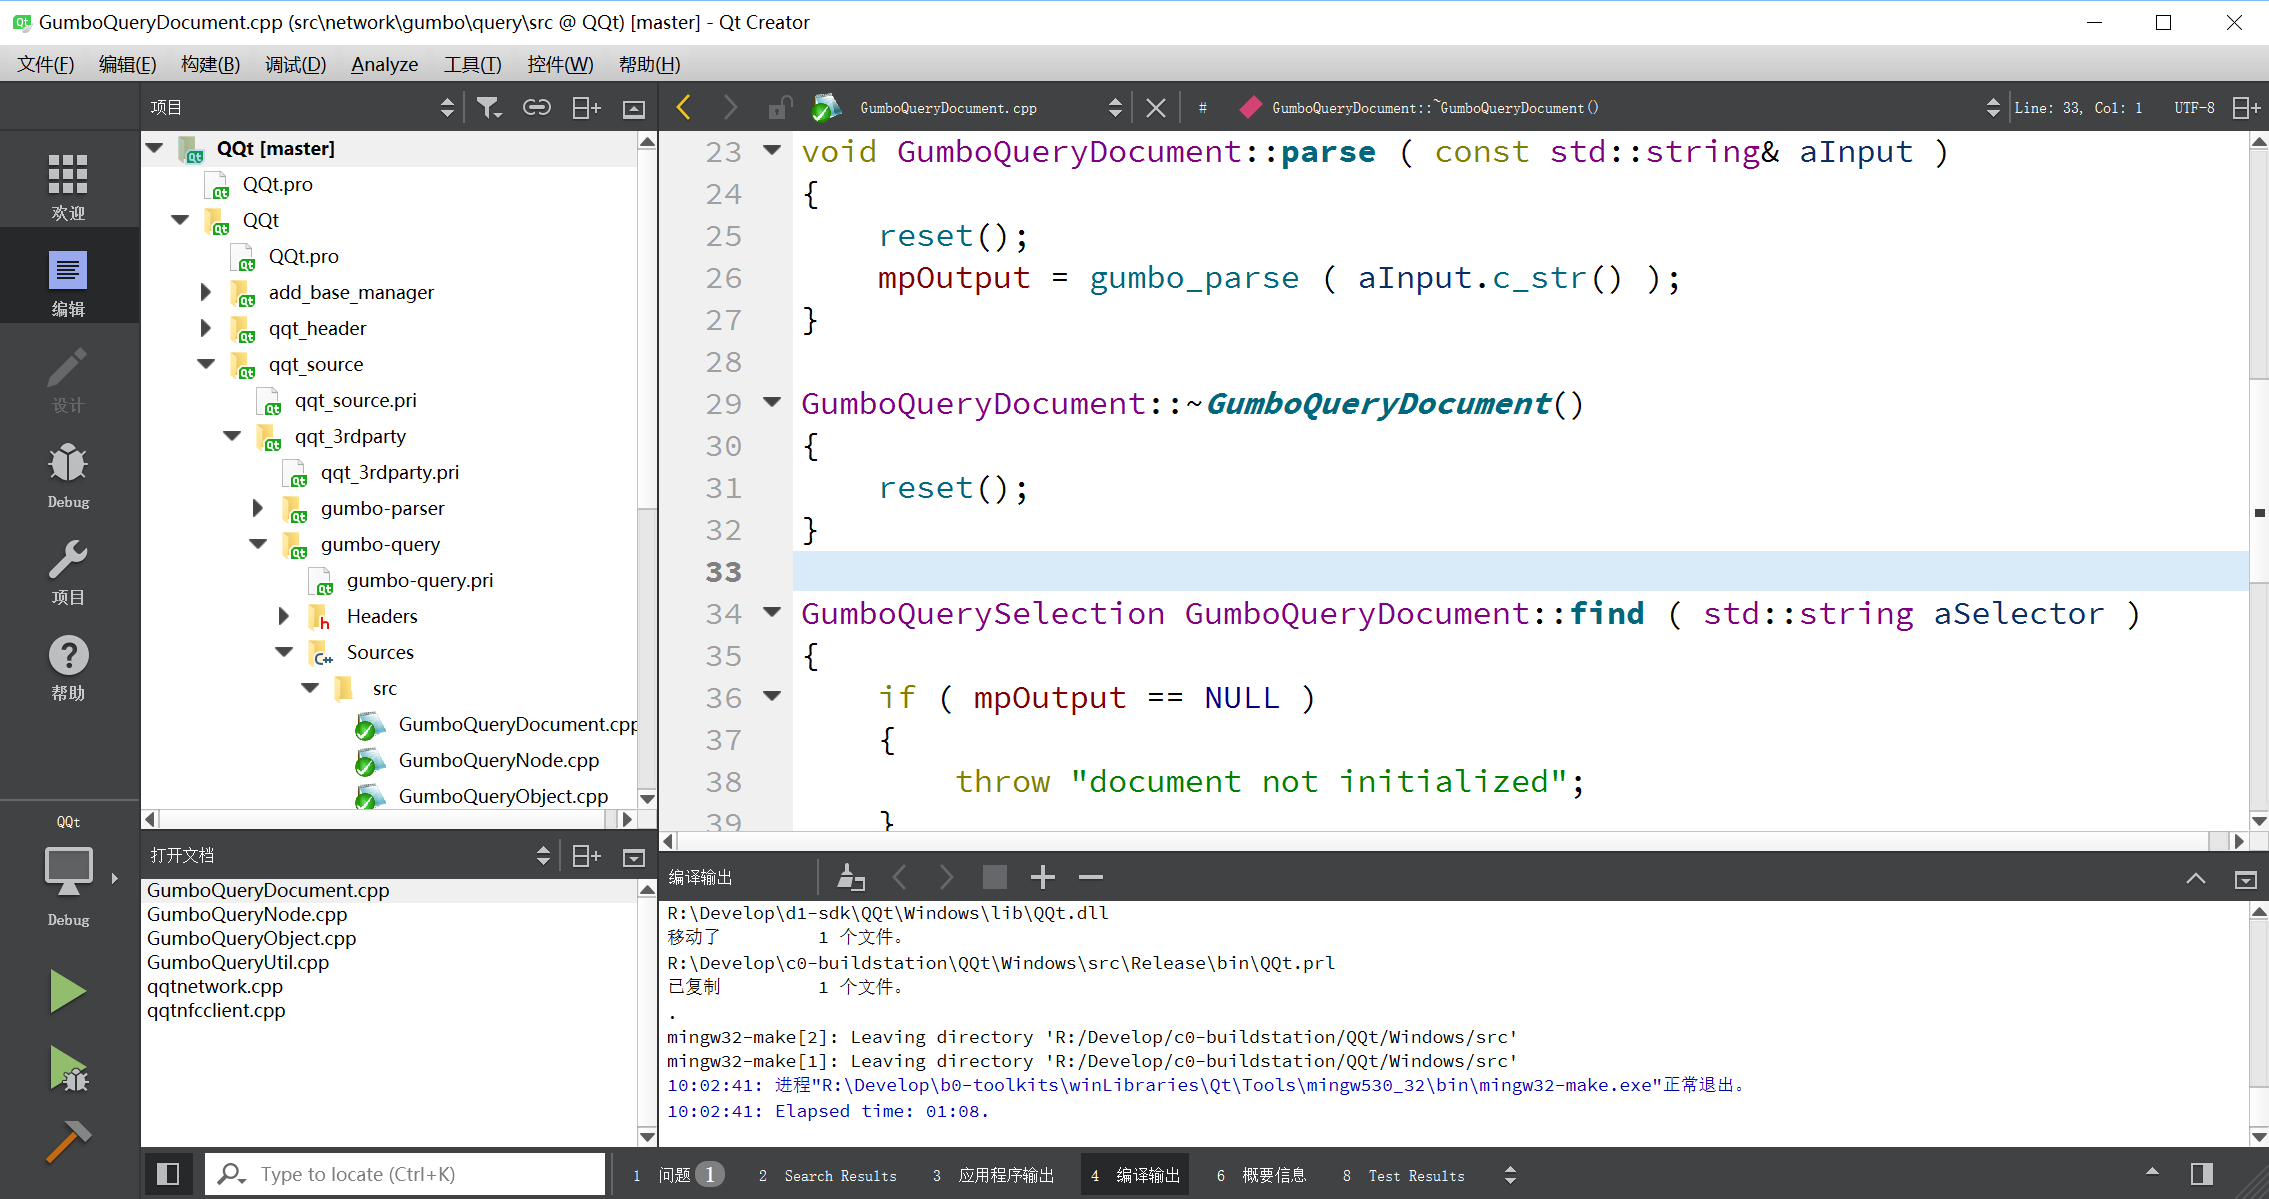 GumboQueryDocument.cpp (src\network\gumbo\query\src @ QQt) [master] - Qt Creator
文件(F) 编辑(E) 构建(B) 调试(D) Analyze 工具(T) 控件(W) 帮助(H)
欢迎
编辑
设计
Debug
项目
帮助
QQt
Debug
项目
QQt [master]
QQt.pro
QQt
QQt.pro
add_base_manager
qqt_header
qqt_source
qqt_source.pri
qqt_3rdparty
qqt_3rdparty.pri
gumbo-parser
gumbo-query
gumbo-query.pri
Headers
Sources
src
GumboQueryDocument.cpp
GumboQueryNode.cpp
GumboQueryObject.cpp
打开文档
GumboQueryDocument.cpp
GumboQueryNode.cpp
GumboQueryObject.cpp
GumboQueryUtil.cpp
qqtnetwork.cpp
qqtnfcclient.cpp
GumboQueryDocument.cpp # GumboQueryDocument::~GumboQueryDocument() Line: 33, Col: 1 UTF-8
23 void GumboQueryDocument::parse ( const std::string& aInput )
24 {
25 reset();
26 mpOutput = gumbo_parse ( aInput.c_str() );
27 }
28
29 GumboQueryDocument::~GumboQueryDocument()
30 {
31 reset();
32 }
33
34 GumboQuerySelection GumboQueryDocument::find ( std::string aSelector )
35 {
36 if ( mpOutput == NULL )
37 {
38 throw "document not initialized";
39 }
编译输出
R:\Develop\d1-sdk\QQt\Windows\lib\QQt.dll
移动了 1 个文件。
R:\Develop\c0-buildstation\QQt\Windows\src\Release\bin\QQt.prl
已复制 1 个文件。
.
mingw32-make[2]: Leaving directory 'R:/Develop/c0-buildstation/QQt/Windows/src'
mingw32-make[1]: Leaving directory 'R:/Develop/c0-buildstation/QQt/Windows/src'
10:02:41: 进程"R:\Develop\b0-toolkits\winLibraries\Qt\Tools\mingw530_32\bin\mingw32-make.exe"正常退出。
10:02:41: Elapsed time: 01:08.
Type to locate (Ctrl+K) 1 问题 1 2 Search Results 3 应用程序输出 4 编译输出 6 概要信息 8 Test Results